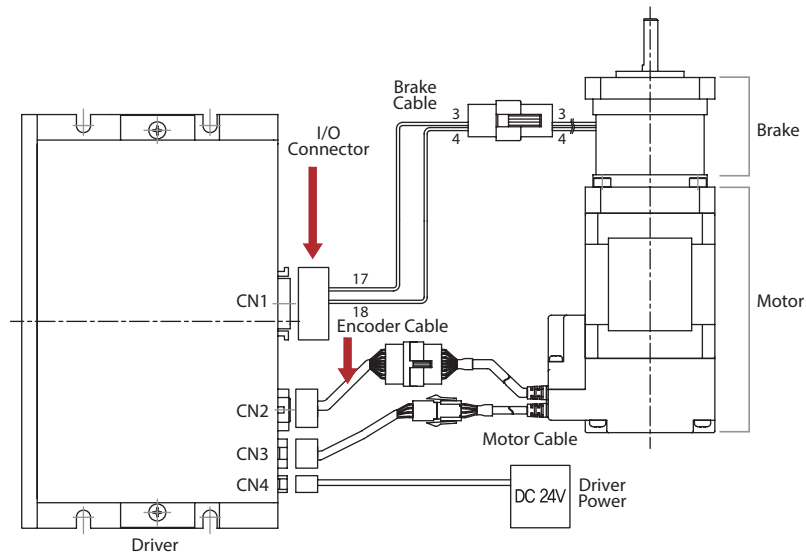 Brake
Cable
3
4
3
4
I/O
Connector
Brake
17
CN1
18
Encoder Cable
Motor
CN2
CN3
Motor Cable
CN4
DC 24V
Driver
Power
Driver